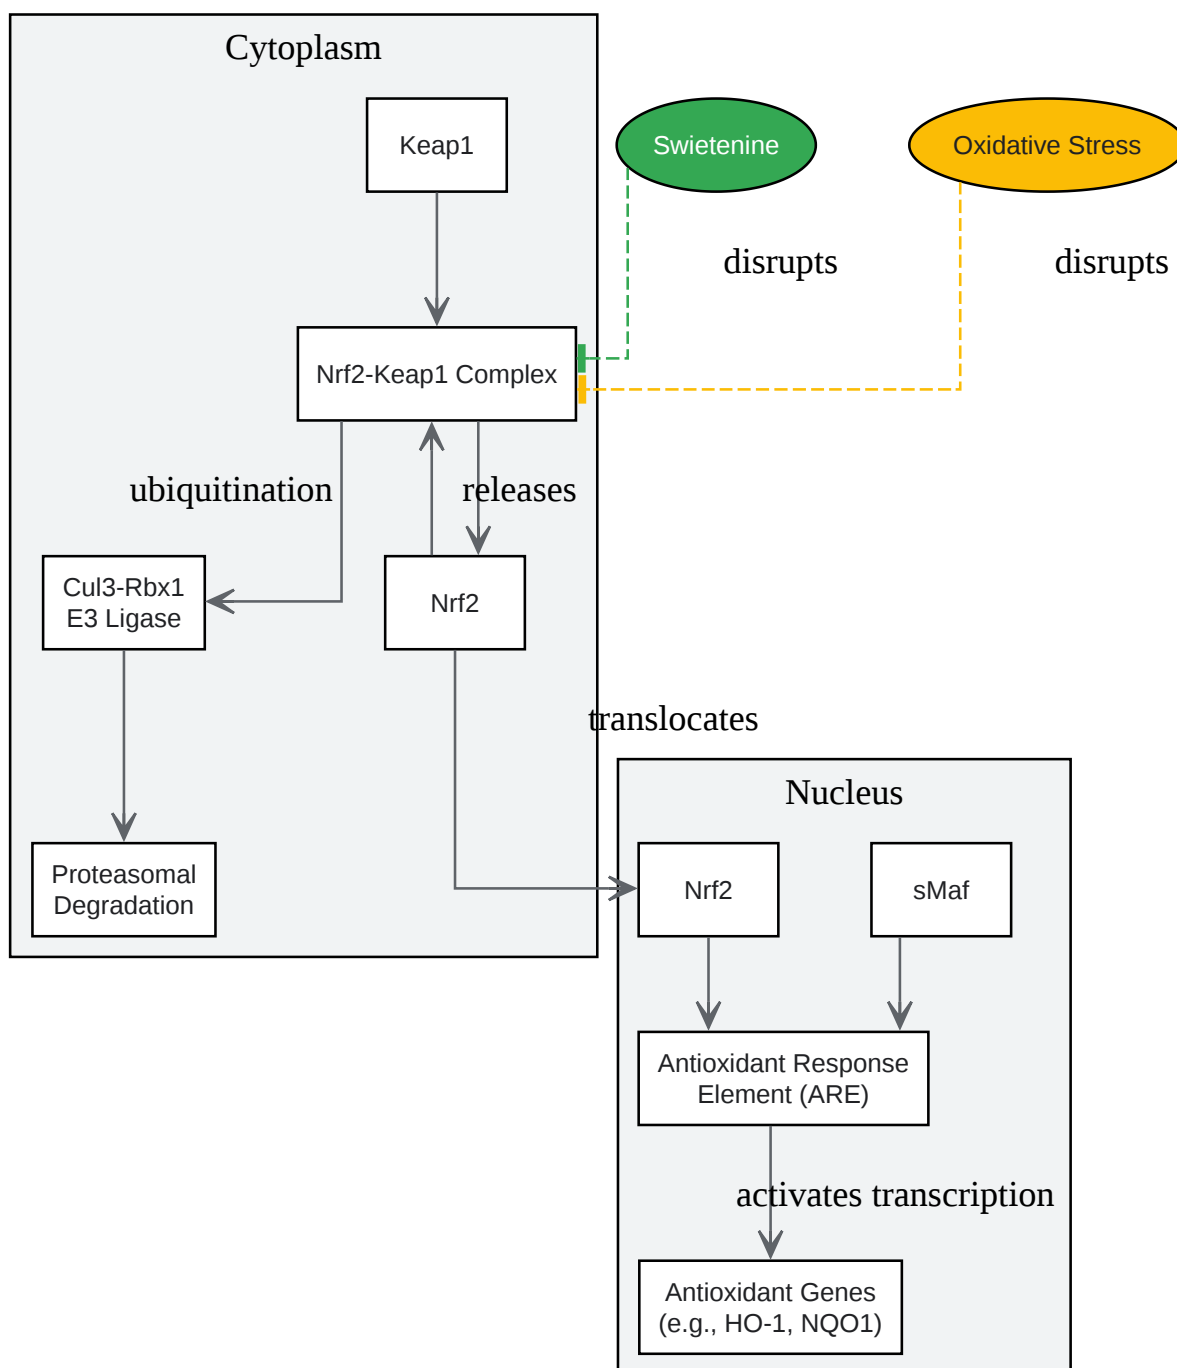 Cytoplasm
Keap1
Swietenine
Oxidative Stress
disrupts
disrupts
Nrf2-Keap1 Complex
ubiquitination
releases
Cul3-Rbx1
E3 Ligase
Nrf2
translocates
Nucleus
Proteasomal
Degradation
Nrf2
sMaf
Antioxidant Response
Element (ARE)
activates transcription
Antioxidant Genes
(e.g., HO-1, NQO1)